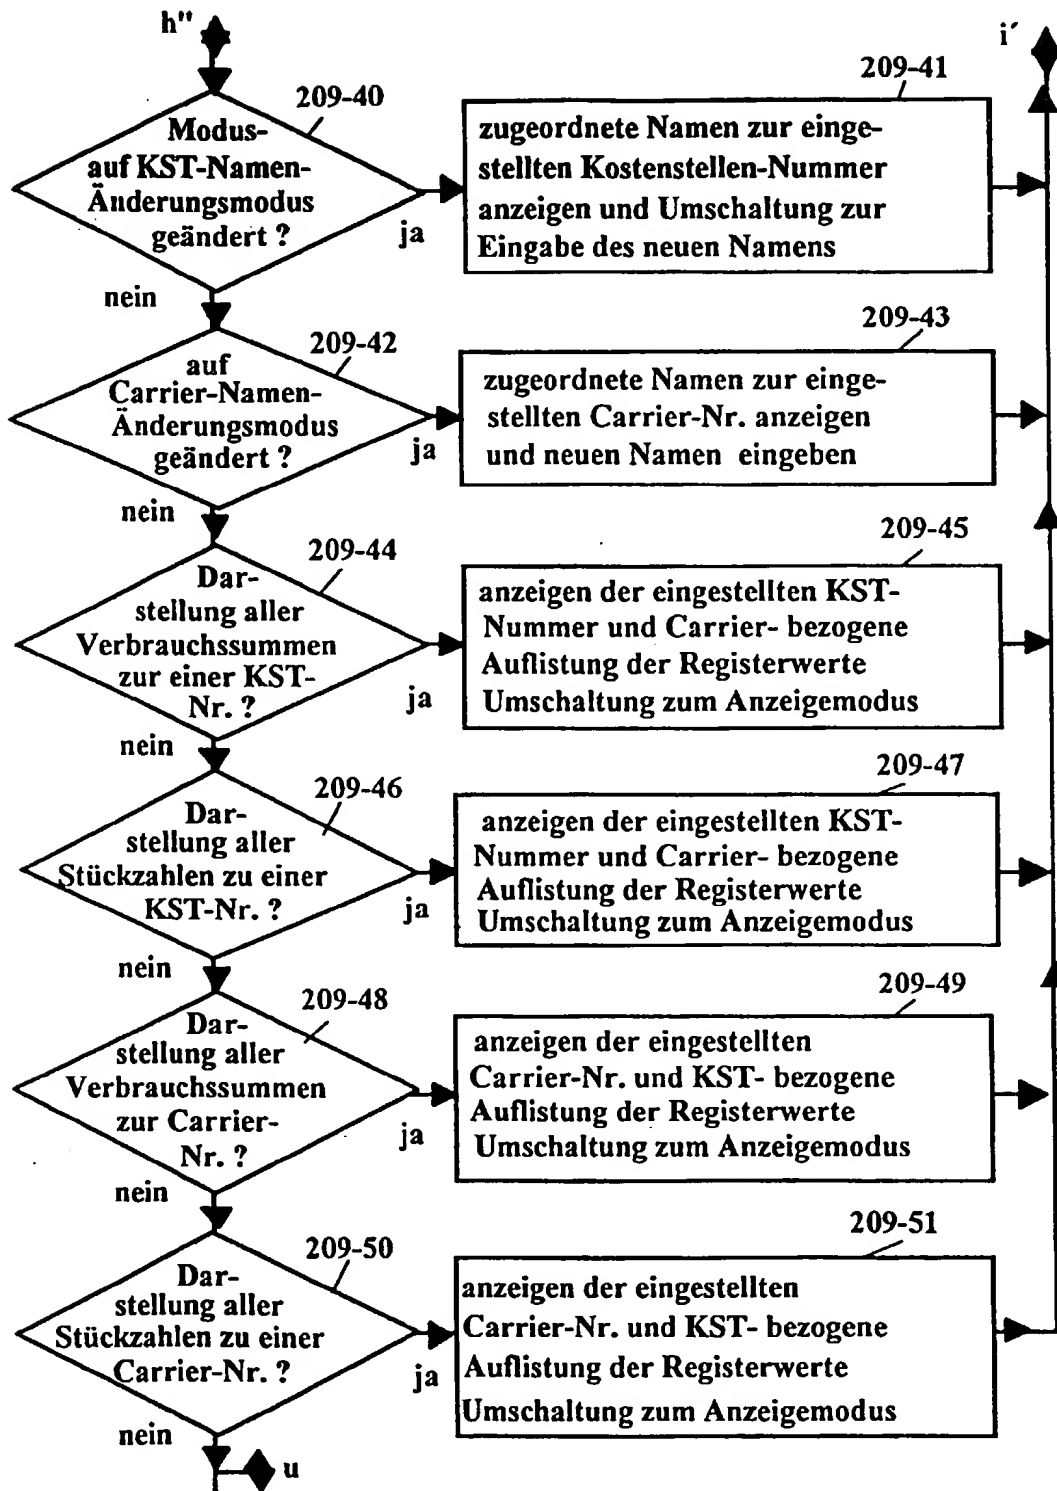 h''
i´
209-40
209-41
Modus-
auf KST-Namen-
Änderungsmodus
geändert ?
ja
nein
zugeordnete Namen zur einge-
stellten Kostenstellen-Nummer
anzeigen und Umschaltung zur
Eingabe des neuen Namens
209-42
209-43
auf
Carrier-Namen-
Änderungsmodus
geändert ?
ja
nein
zugeordnete Namen zur einge-
stellten Carrier-Nr. anzeigen
und neuen Namen eingeben
209-44
209-45
Dar-
stellung aller
Verbrauchssummen
zur einer KST-
Nr. ?
ja
nein
anzeigen der eingestellten KST-
Nummer und Carrier- bezogene
Auflistung der Registerwerte
Umschaltung zum Anzeigemodus
209-46
209-47
Dar-
stellung aller
Stückzahlen zu einer
KST-Nr. ?
ja
nein
anzeigen der eingestellten KST-
Nummer und Carrier- bezogene
Auflistung der Registerwerte
Umschaltung zum Anzeigemodus
209-48
209-49
Dar-
stellung aller
Verbrauchssummen
zur Carrier-
Nr. ?
ja
nein
anzeigen der eingestellten
Carrier-Nr. und KST- bezogene
Auflistung der Registerwerte
Umschaltung zum Anzeigemodus
209-50
209-51
Dar-
stellung aller
Stückzahlen zu einer
Carrier-Nr. ?
ja
nein
anzeigen der eingestellten
Carrier-Nr. und KST- bezogene
Auflistung der Registerwerte
Umschaltung zum Anzeigemodus
u